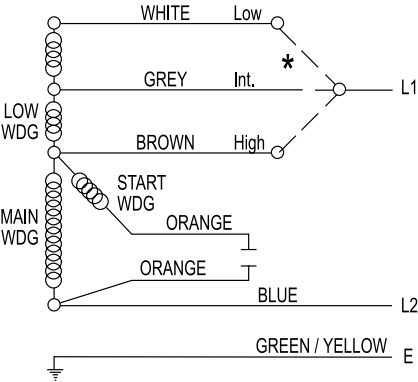 WHITE Low
*
GREY Int.
L1
LOW
WDG
BROWN High
START
WDG
MAIN
WDG
ORANGE
ORANGE
BLUE
L2
GREEN / YELLOW
E